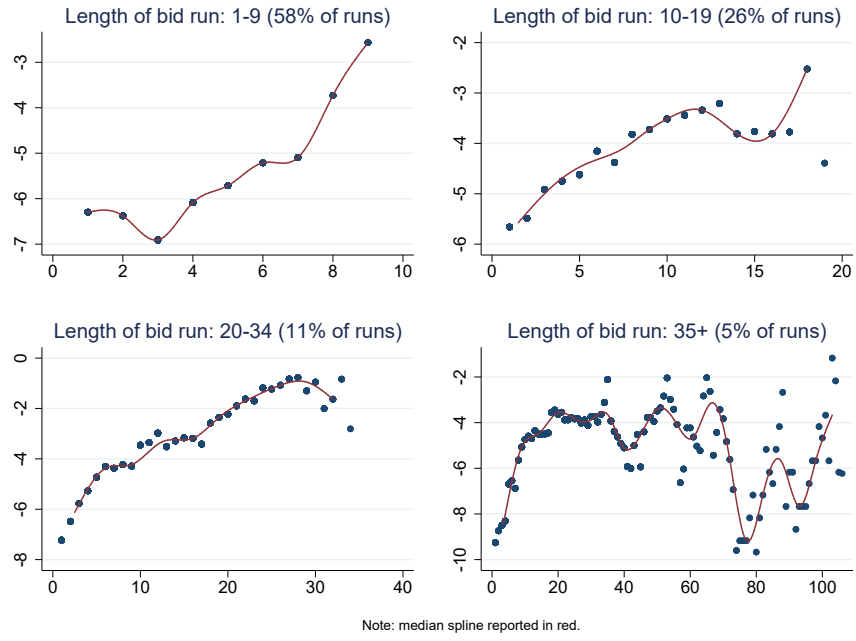 Length of bid run: 1-9 (58% of runs)
-3
-4
-5
-6
-7
0 2 4 6 8 10
Length of bid run: 10-19 (26% of runs)
-2
-3
-4
-5
-6
0 5 10 15 20
Length of bid run: 20-34 (11% of runs)
0
-2
-4
-6
-8
0 10 20 30 40
Length of bid run: 35+ (5% of runs)
-2
-4
-6
-8
-10
0 20 40 60 80 100
Note: median spline reported in red.